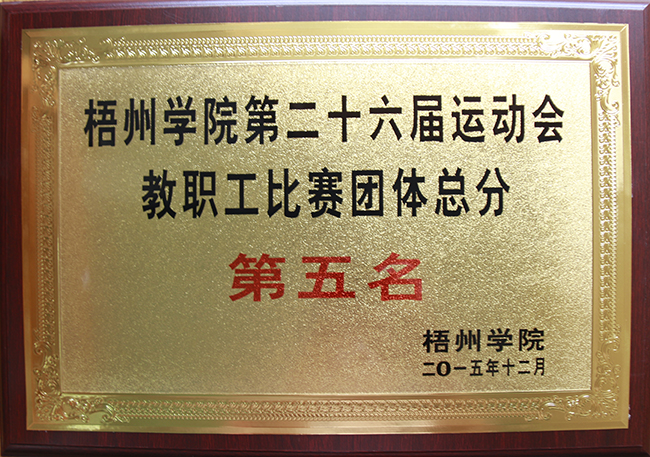 梧州学院第二十六届运动会
教职工比赛团体总分
第五名
梧州学院
二O一五年十二月